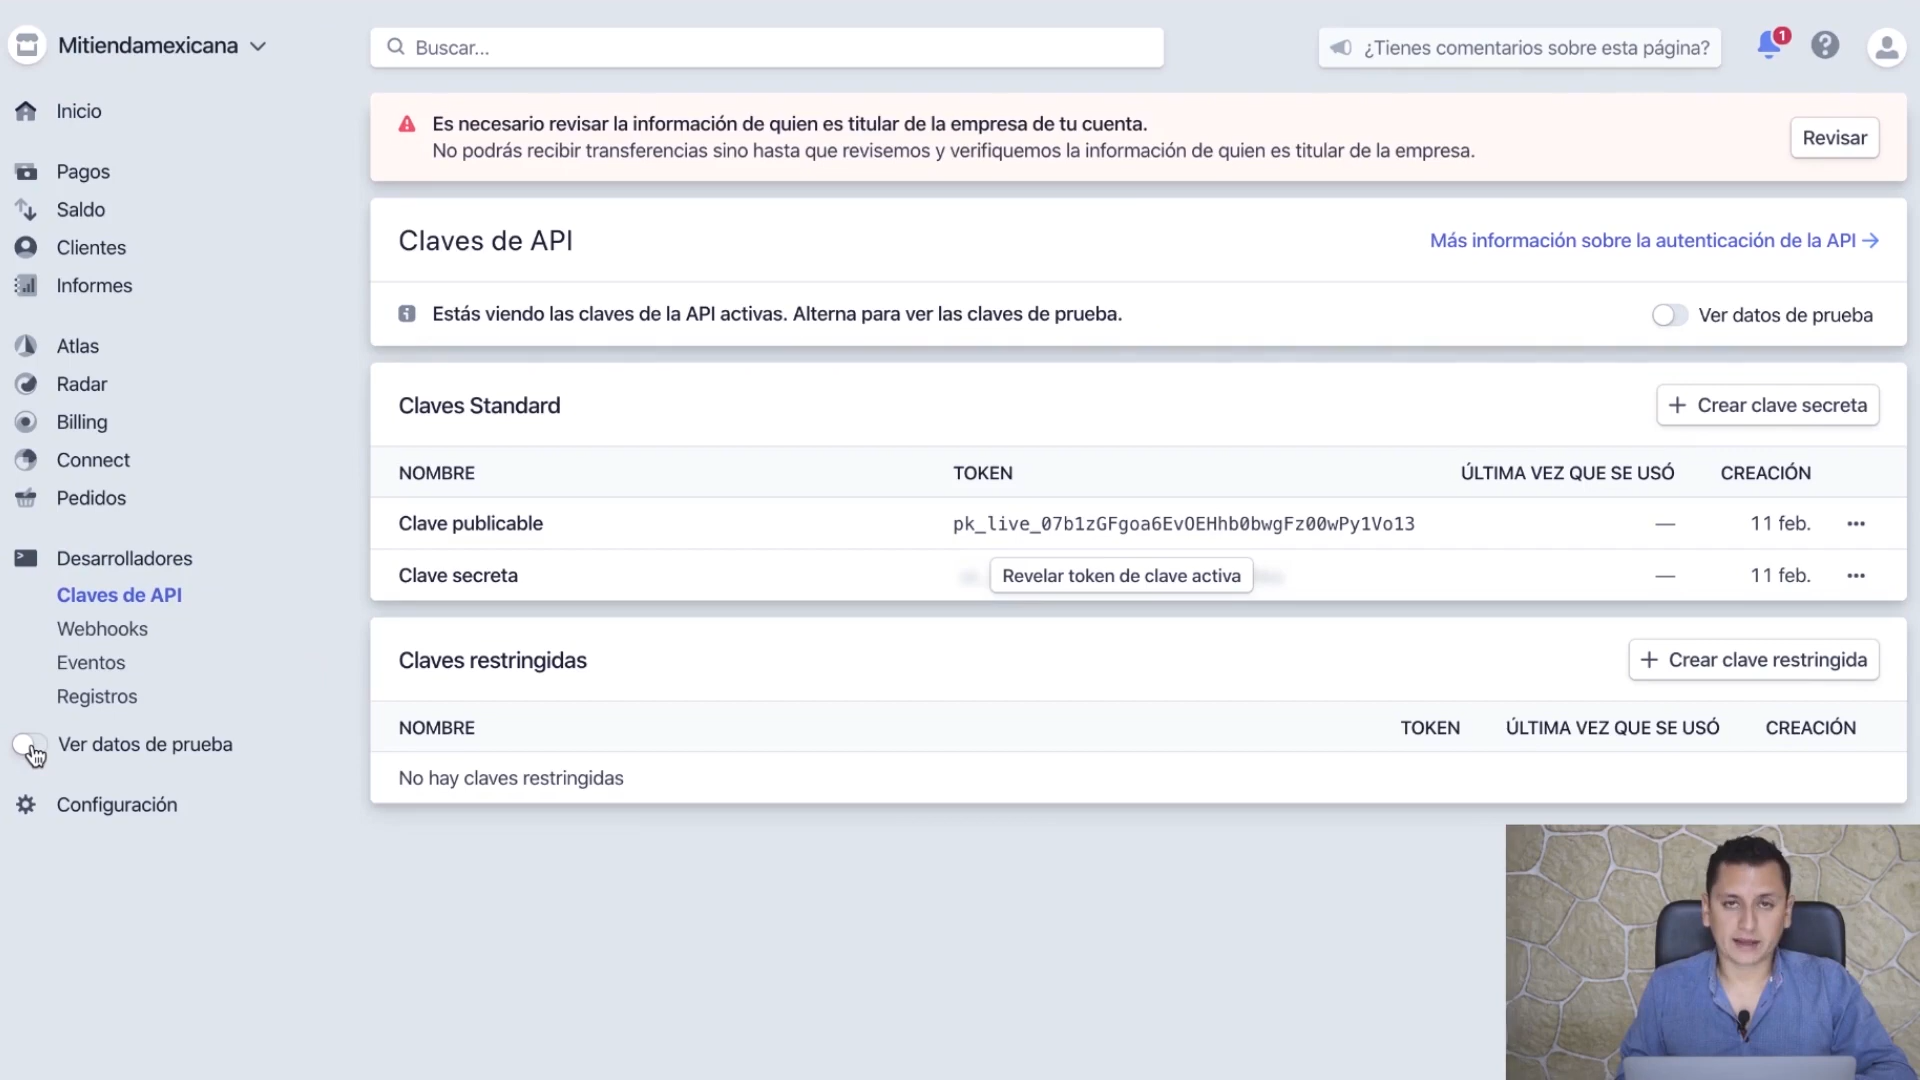 Mitiendamexicana
Buscar...
¿Tienes comentarios sobre esta página?
1
Inicio
Pagos
Saldo
Clientes
Informes
Atlas
Radar
Billing
Connect
Pedidos
Desarrolladores
Claves de API
Webhooks
Eventos
Registros
Ver datos de prueba
Configuración
Es necesario revisar la información de quien es titular de la empresa de tu cuenta.
No podrás recibir transferencias sino hasta que revisemos y verifiquemos la información de quien es titular de la empresa.
Revisar
Claves de API
Más información sobre la autenticación de la API
Estás viendo las claves de la API activas. Alterna para ver las claves de prueba.
Ver datos de prueba
Claves Standard
Crear clave secreta
NOMBRE TOKEN ÚLTIMA VEZ QUE SE USÓ CREACIÓN
Clave publicable pk_live_07b1zGFgoa6EvOEHhb0bwgFz00wPy1Vo13 — 11 feb.
Clave secreta Revelar token de clave activa — 11 feb.
Claves restringidas
Crear clave restringida
NOMBRE TOKEN ÚLTIMA VEZ QUE SE USÓ CREACIÓN
No hay claves restringidas